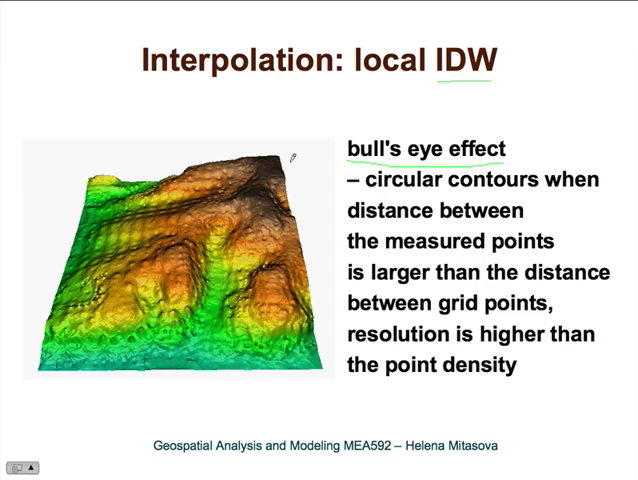 Interpolation: local IDW
bull's eye effect
– circular contours when
distance between
the measured points
is larger than the distance
between grid points,
resolution is higher than
the point density
Geospatial Analysis and Modeling MEA592 – Helena Mitasova